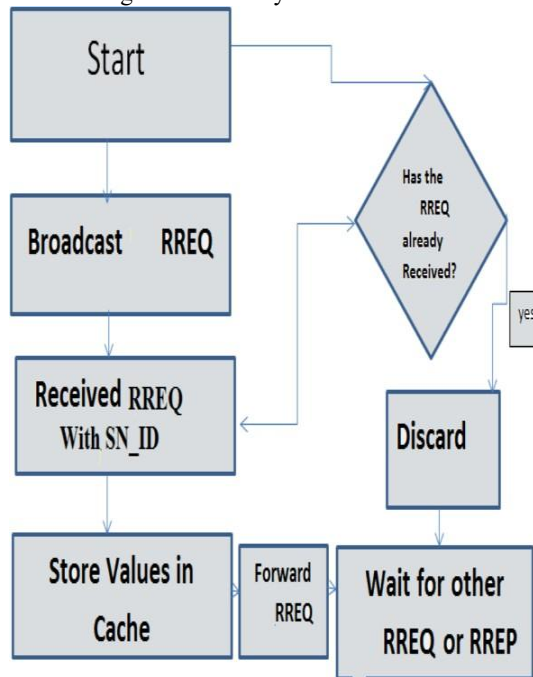 Start
Broadcast RREQ
Received RREQ
With SN_ID
Store Values in
Cache
Forward
RREQ
Has the
RREQ
already
Received?
yes
Discard
Wait for other
RREQ or RREP